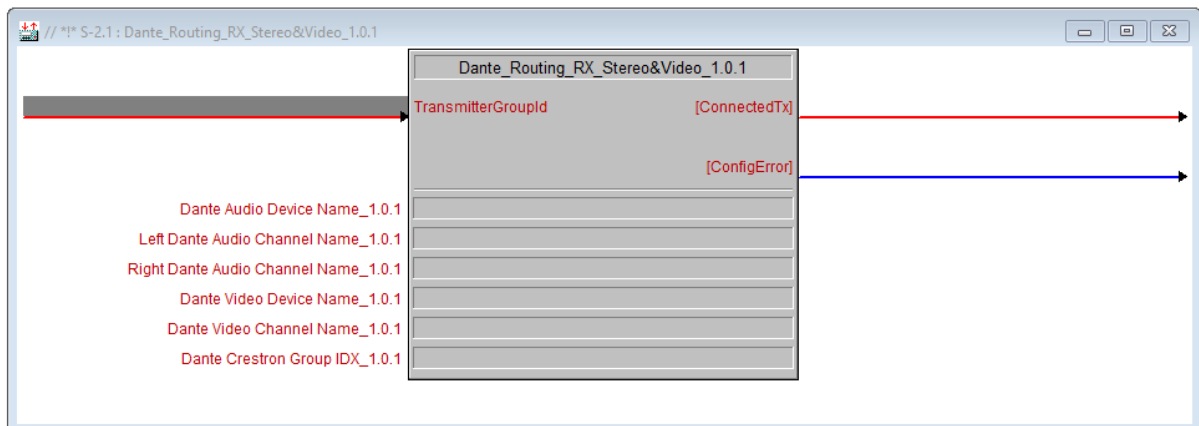 // *!* S-2.1 : Dante_Routing_RX_Stereo&Video_1.0.1
Dante_Routing_RX_Stereo&Video_1.0.1
TransmitterGroupId [ConnectedTx]
[ConfigError]
Dante Audio Device Name_1.0.1
Left Dante Audio Channel Name_1.0.1
Right Dante Audio Channel Name_1.0.1
Dante Video Device Name_1.0.1
Dante Video Channel Name_1.0.1
Dante Crestron Group IDX_1.0.1